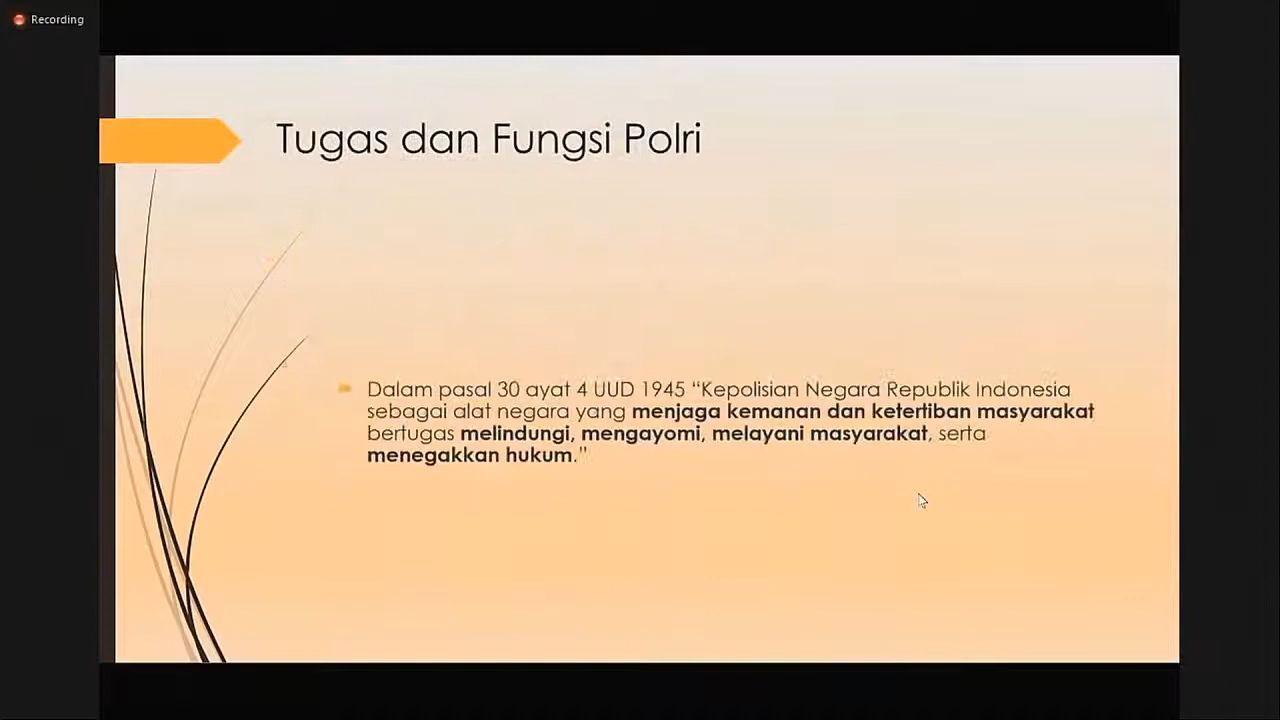 Recording
Tugas dan Fungsi Polri
Dalam pasal 30 ayat 4 UUD 1945 “Kepolisian Negara Republik Indonesia
sebagai alat negara yang menjaga kemanan dan ketertiban masyarakat
bertugas melindungi, mengayomi, melayani masyarakat, serta
menegakkan hukum.”